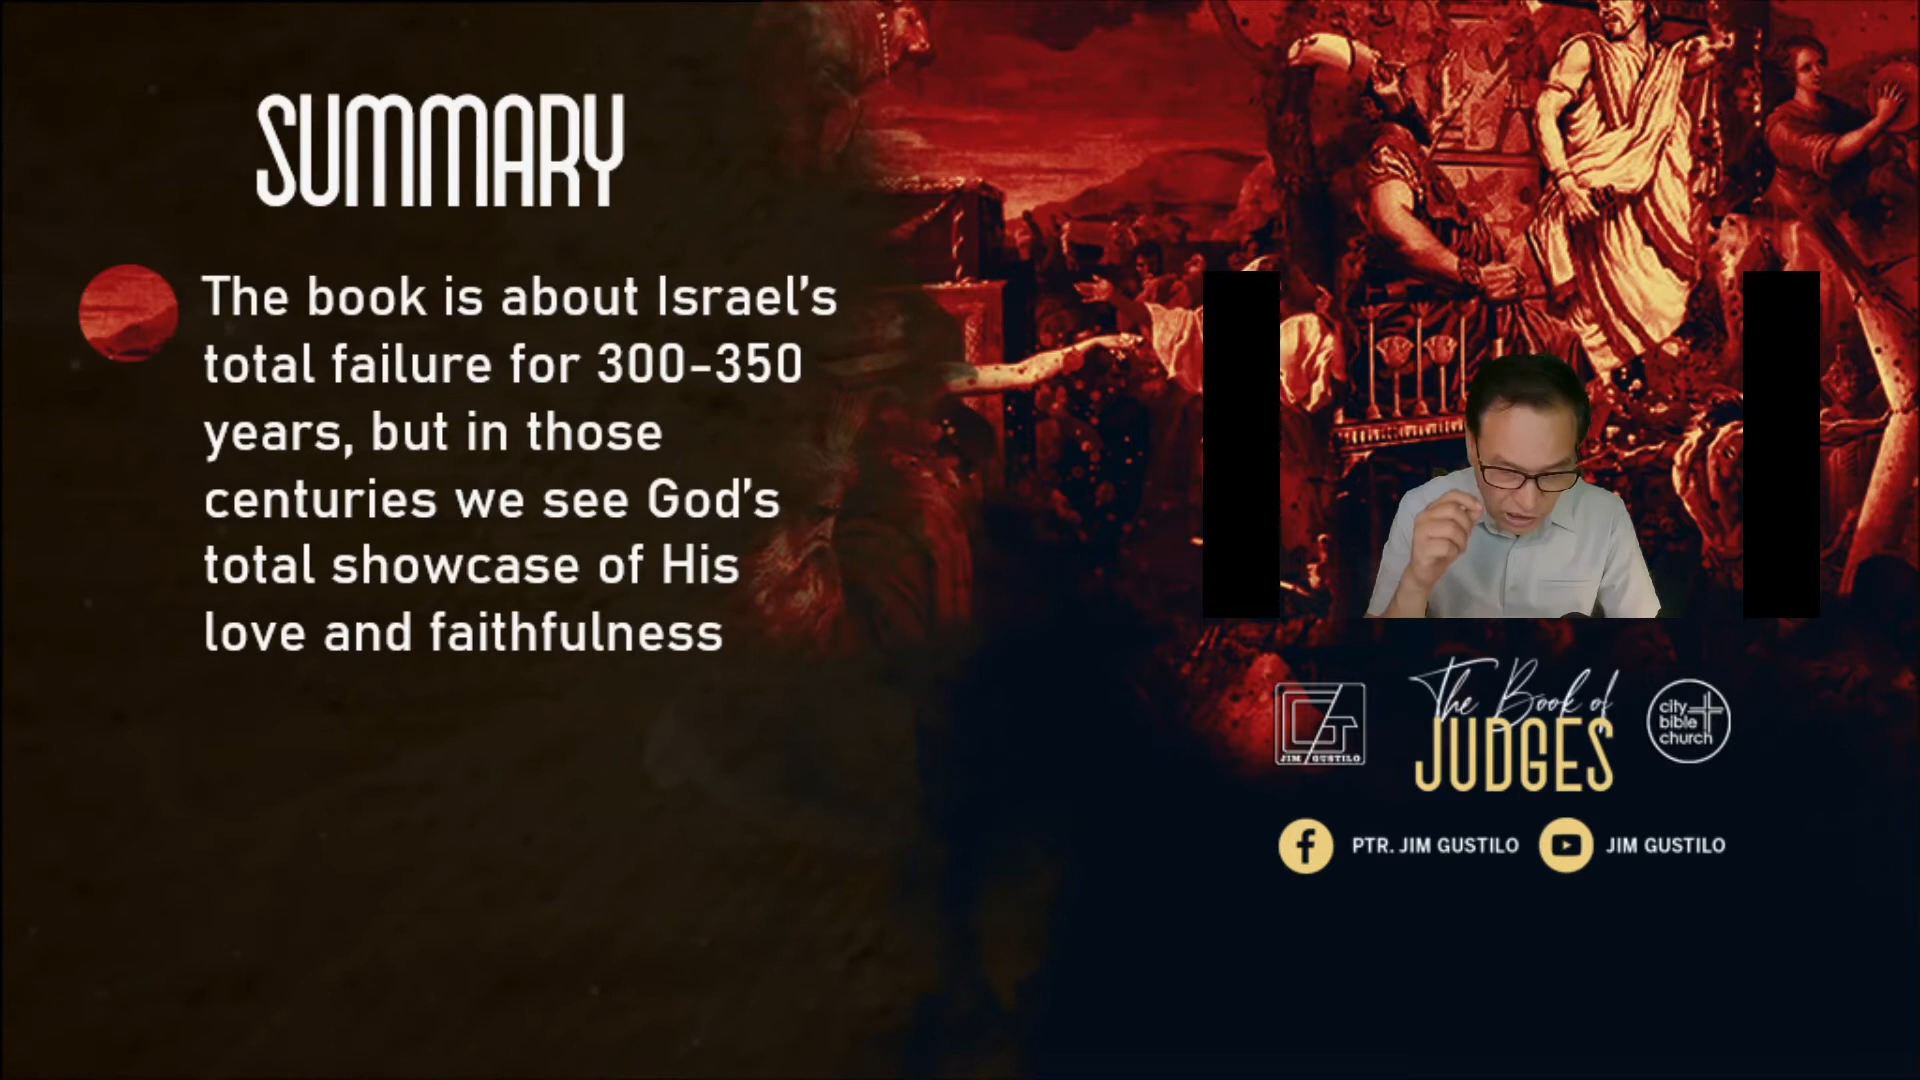 SUMMARY
The book is about Israel's
total failure for 300-350
years, but in those
centuries we see God's
total showcase of His
love and faithfulness
JIM GUSTILO
The Book of
JUDGES
city
bible
church
PTR. JIM GUSTILO
JIM GUSTILO